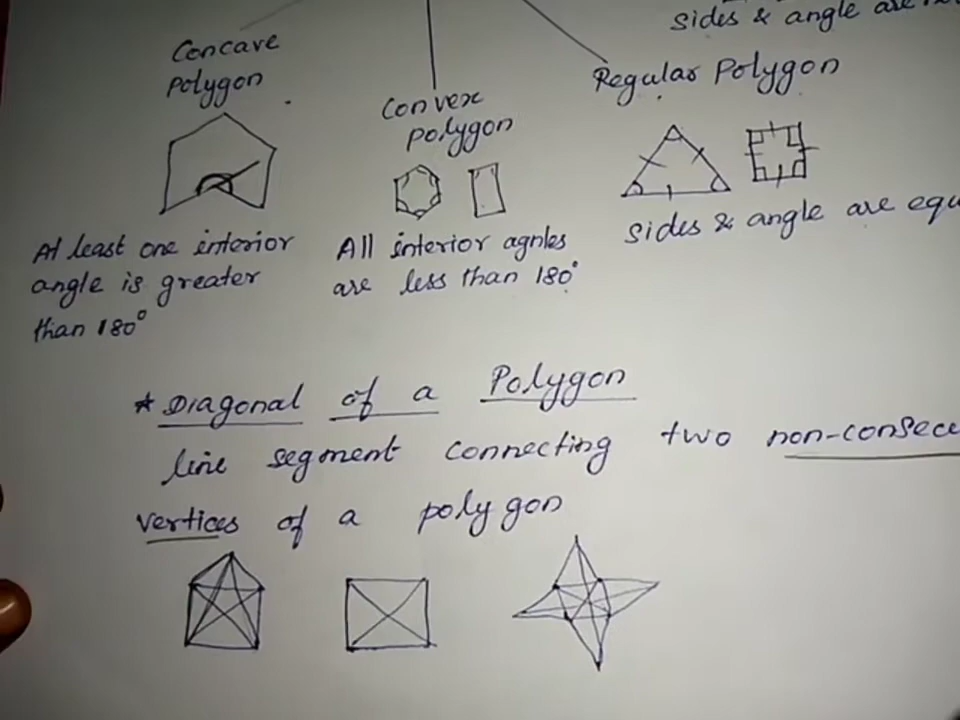 sides & angle are
Concave
Polygon
Convex
Polygon
Regular Polygon
At least one interior
angle is greater
than 180°
All interior agnles
are less than 180°
sides & angle are equ
* Diagonal of a Polygon
line segment connecting two non-consecu
vertices of a polygon